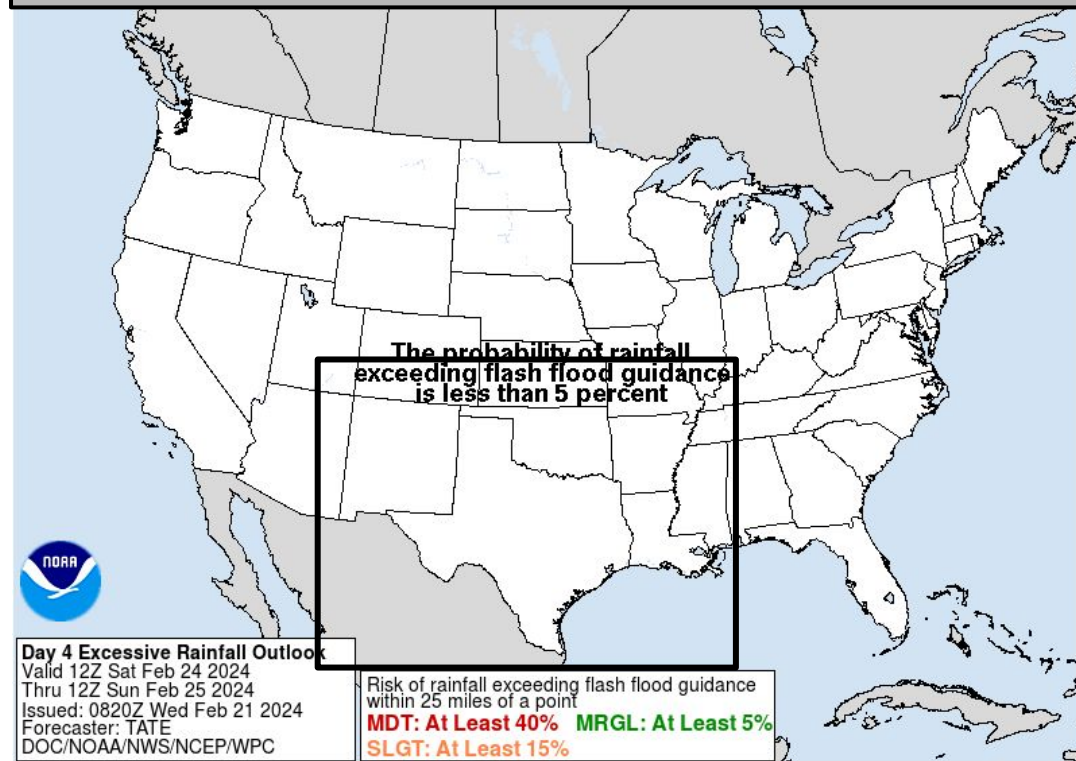 The probability of rainfall
exceeding flash flood guidance
is less than 5 percent
NOAA
Day 4 Excessive Rainfall Outlook
Valid 12Z Sat Feb 24 2024
Thru 12Z Sun Feb 25 2024
Issued: 0820Z Wed Feb 21 2024
Forecaster: TATE
DOC/NOAA/NWS/NCEP/WPC
Risk of rainfall exceeding flash flood guidance
within 25 miles of a point
MDT: At Least 40% MRGL: At Least 5%
SLGT: At Least 15%